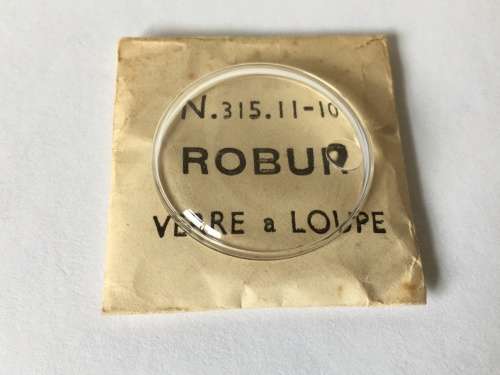 N.315.11-10
ROBUR
VERRE a LOUPE